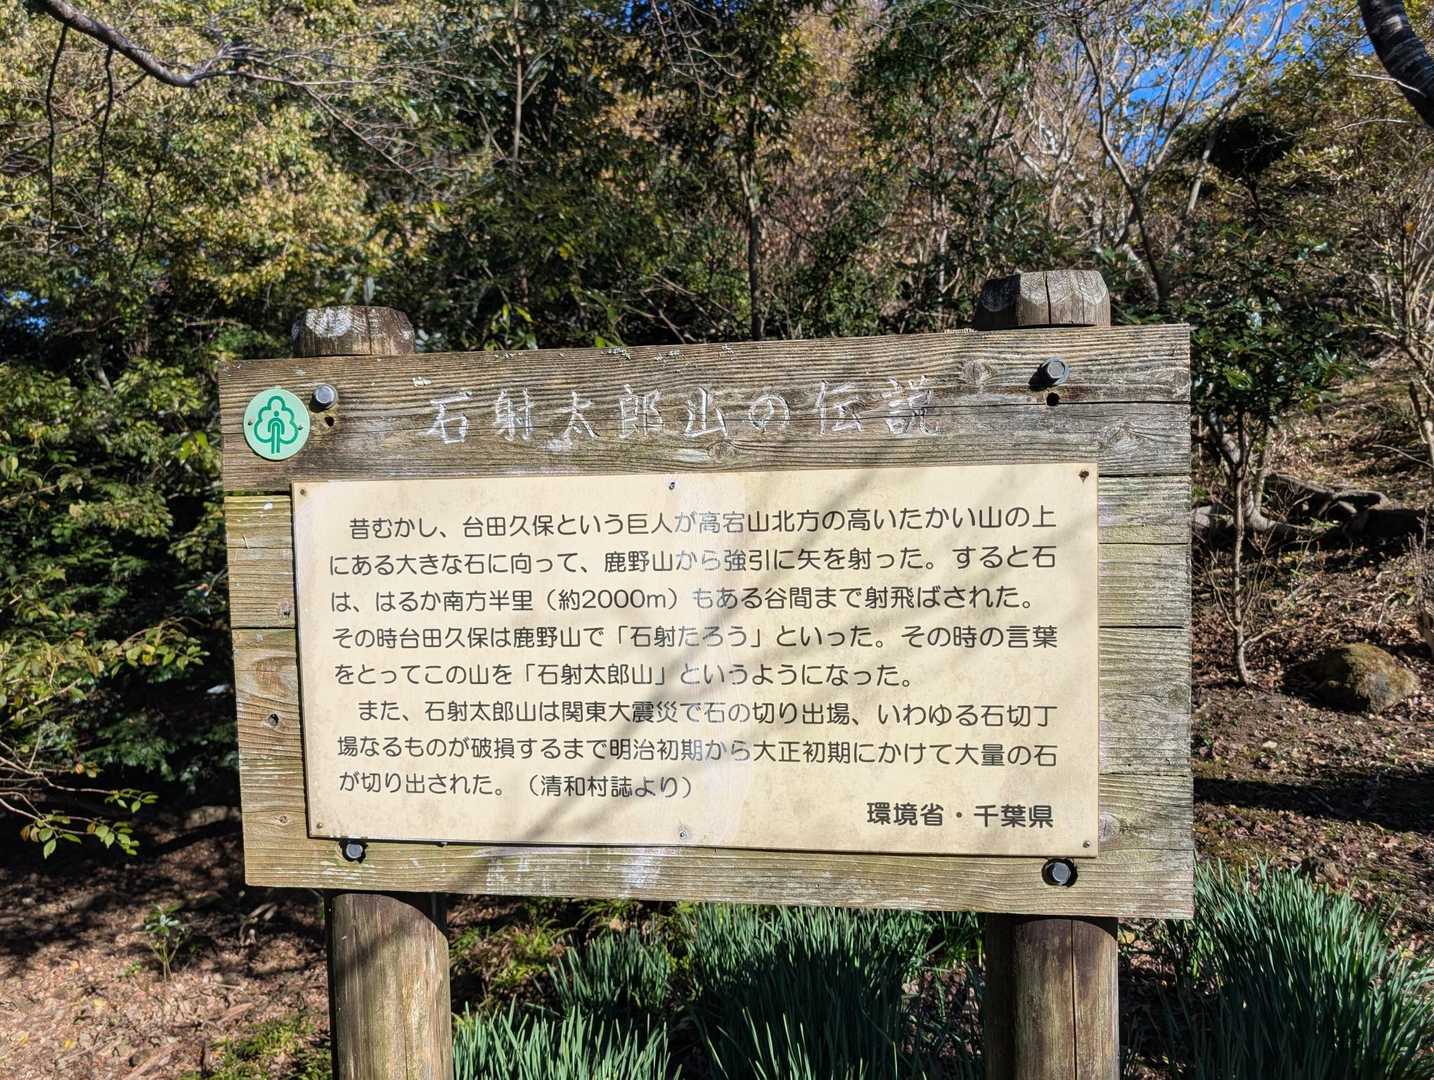 石射太郎山の伝説
昔むかし、台田久保という巨人が高宕山北方の高いたかい山の上
にある大きな石に向って、鹿野山から強引に矢を射った。すると石
は、はるか南方半里（約2000m）もある谷間まで射飛ばされた。
その時台田久保は鹿野山で「石射たろう」といった。その時の言葉
をとってこの山を「石射太郎山」というようになった。
また、石射太郎山は関東大震災で石の切り出場、いわゆる石切丁
場なるものが破損するまで明治初期から大正初期にかけて大量の石
が切り出された。（清和村誌より）
環境省・千葉県